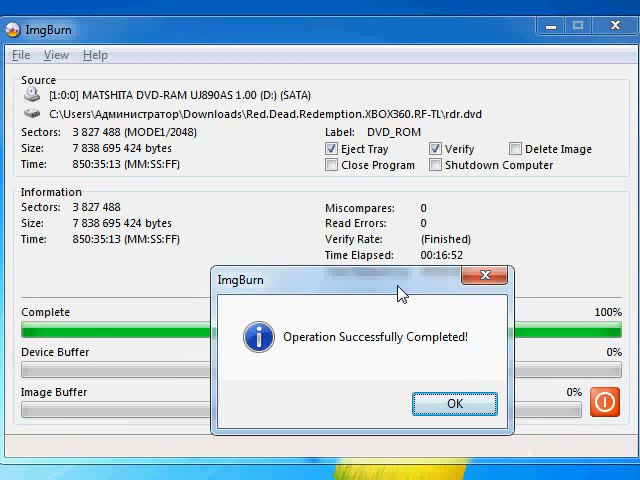 ImgBurn
File View Help
Source
[1:0:0] MATSHITA DVD-RAM UJ890AS 1.00 (D:) (SATA)
C:\Users\Администратор\Downloads\Red.Dead.Redemption.XBOX360.RF-TL\rdr.dvd
Sectors: 3 827 488 (MODE1/2048) Label: DVD_ROM
Size: 7 838 695 424 bytes Eject Tray Verify Delete Image
Time: 850:35:13 (MM:SS:FF) Close Program Shutdown Computer
Information
Sectors: 3 827 488 Miscompares: 0
Size: 7 838 695 424 bytes Read Errors: 0
Time: 850:35:13 (MM:SS:FF) Verify Rate: (Finished)
Time Elapsed: 00:16:52
ImgBurn
Complete 100%
Operation Successfully Completed!
Device Buffer 0%
Image Buffer 0%
OK